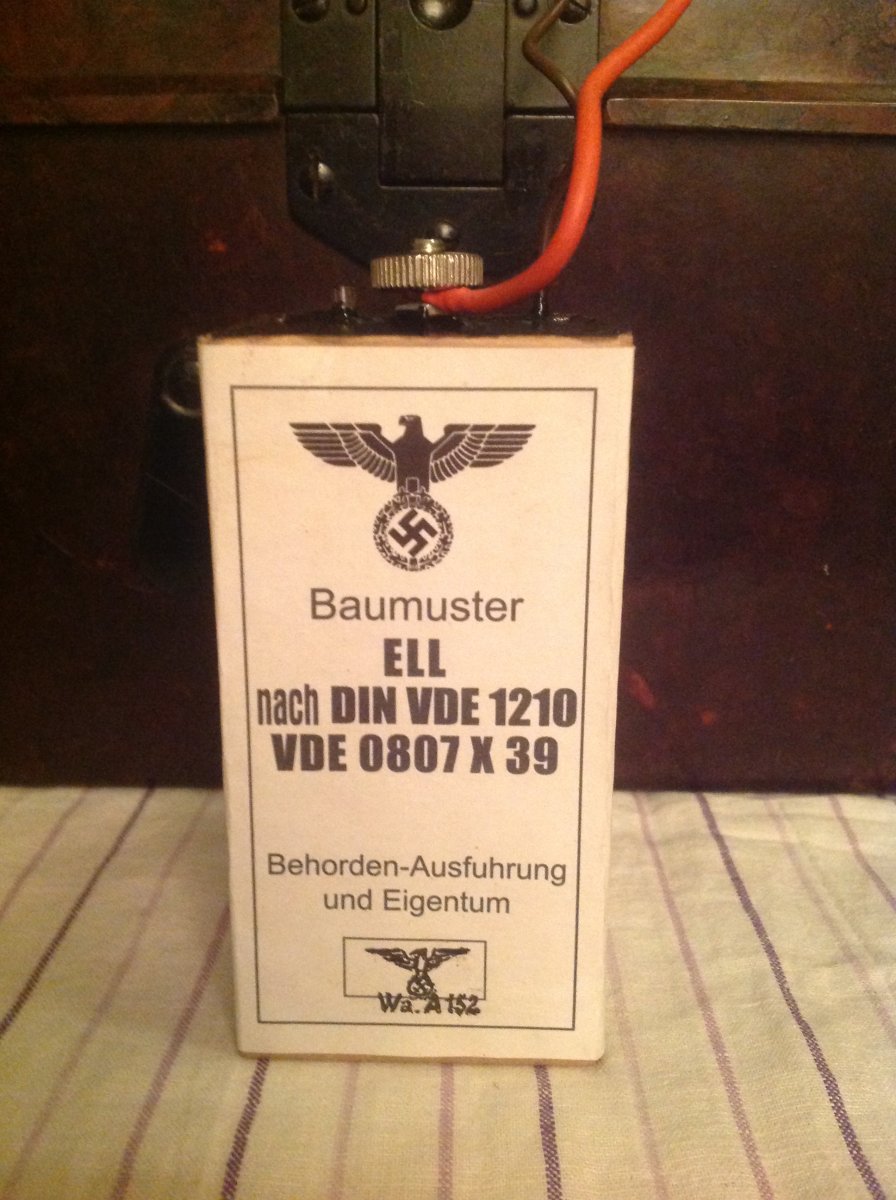 Baumuster
ELL
nach DIN VDE 1210
VDE 0807 X 39
Behorden-Ausfuhrung
und Eigentum
Wa. A 152